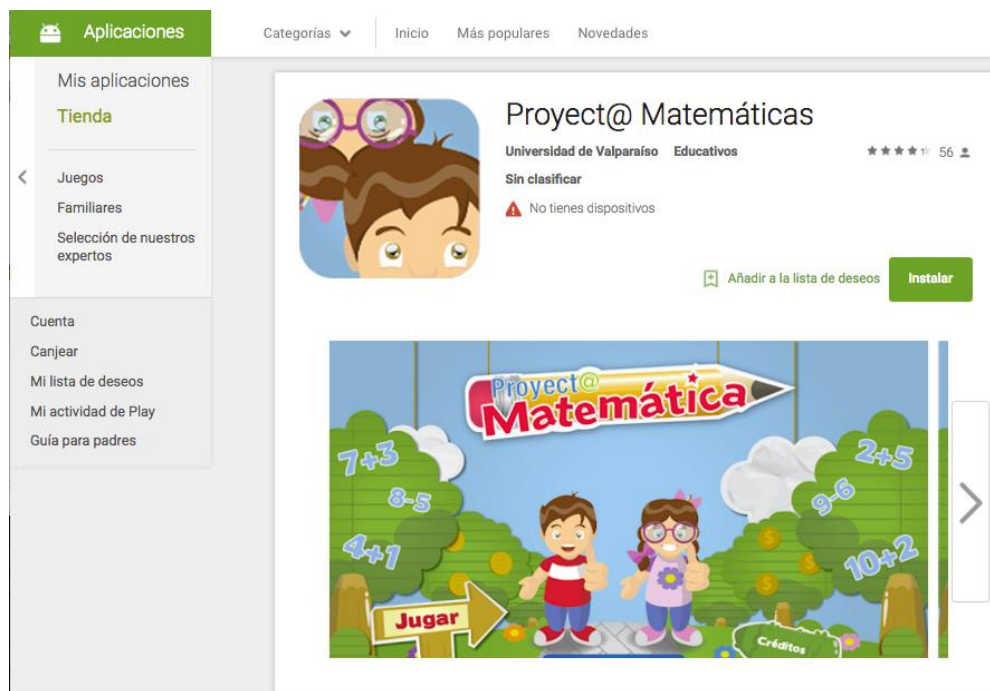 Aplicaciones
Categorías
Inicio
Más populares
Novedades
Mis aplicaciones
Tienda
Juegos
Familiares
Selección de nuestros
expertos
Cuenta
Canjear
Mi lista de deseos
Mi actividad de Play
Guía para padres
Proyect@ Matemáticas
Universidad de Valparaíso Educativos
56
Sin clasificar
No tienes dispositivos
Añadir a la lista de deseos
Instalar
Proyect@
Matemática
7+3
8-5
4+1
2+5
9-6
10+2
Jugar
Créditos